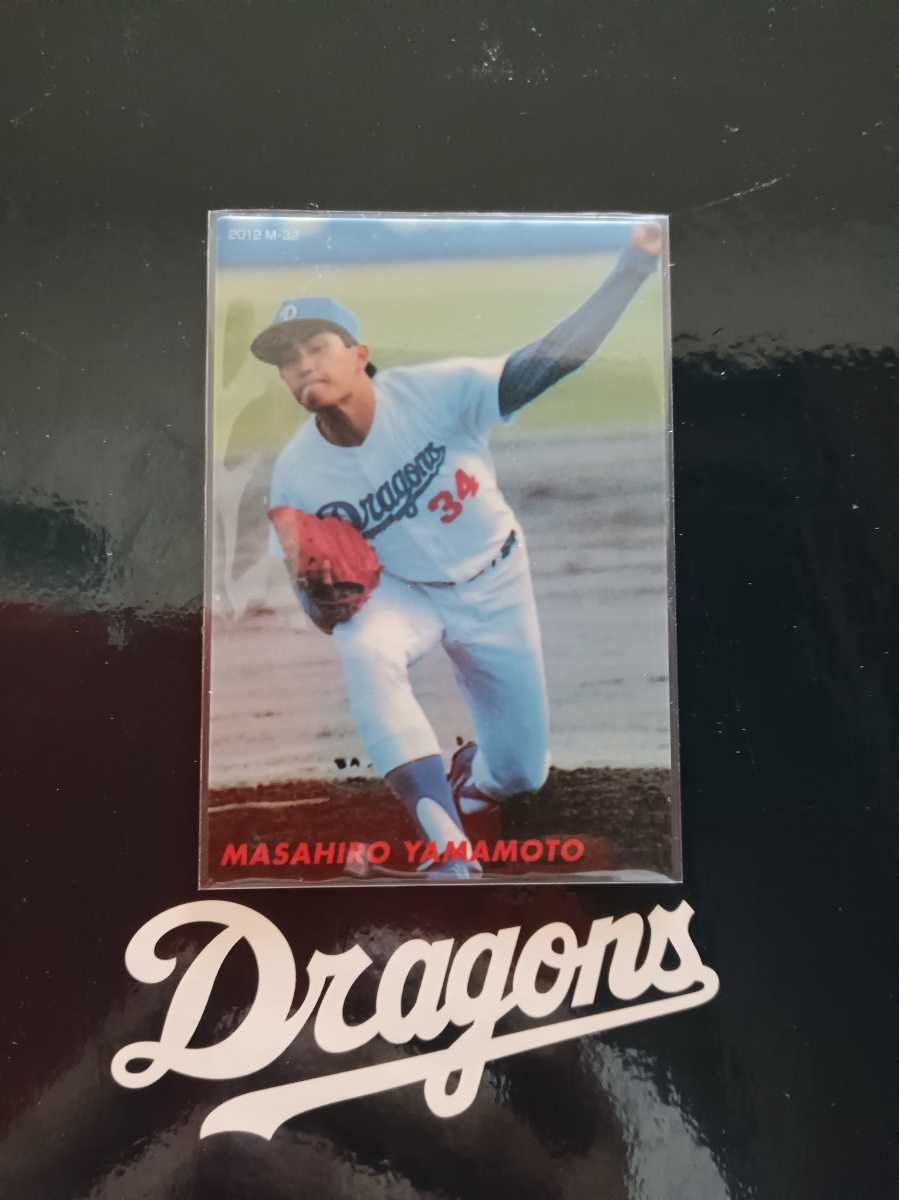 2012 M-32
D
Dragons
34
MASAHIRO YAMAMOTO
Dragons